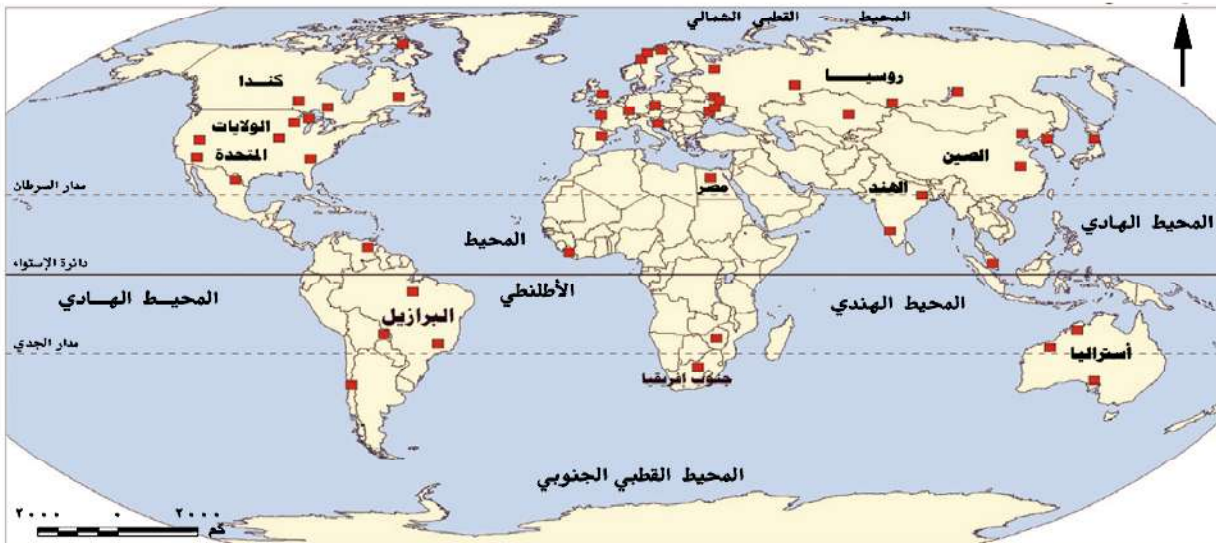 المحيط القطبي الشمالي
كندا
روسيا
الولايات
المتحدة
الصين
مصر
الهند
مدار السرطان
المحيط الهادي
المحيط
دائرة الإستواء
الأطلنطي
المحيط الهادي
المحيط الهندي
البرازيل
مدار الجدي
أستراليا
جنوب إفريقيا
المحيط القطبي الجنوبي
٢٠٠٠ ٠ ٢٠٠٠
كم